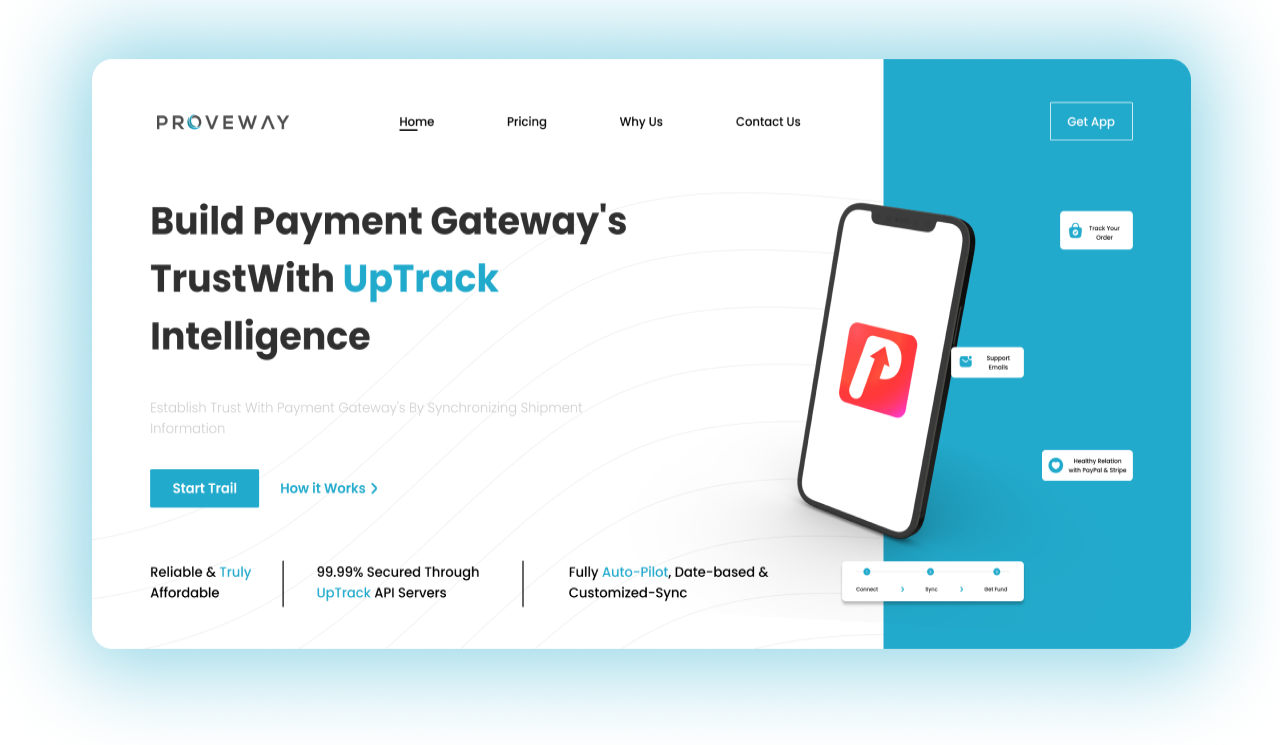 PROVEWAY
Home
Pricing
Why Us
Contact Us
Get App
Build Payment Gateway's
TrustWith UpTrack
Intelligence
Establish Trust With Payment Gateway's By Synchronizing Shipment
Information
Start Trail
How it Works
Track Your
Order
Support
Emails
Healthy Relation
with PayPal & Stripe
Reliable & Truly
Affordable
99.99% Secured Through
UpTrack API Servers
Fully Auto-Pilot, Date-based &
Customized-Sync
Connect
Sync
Get Fund